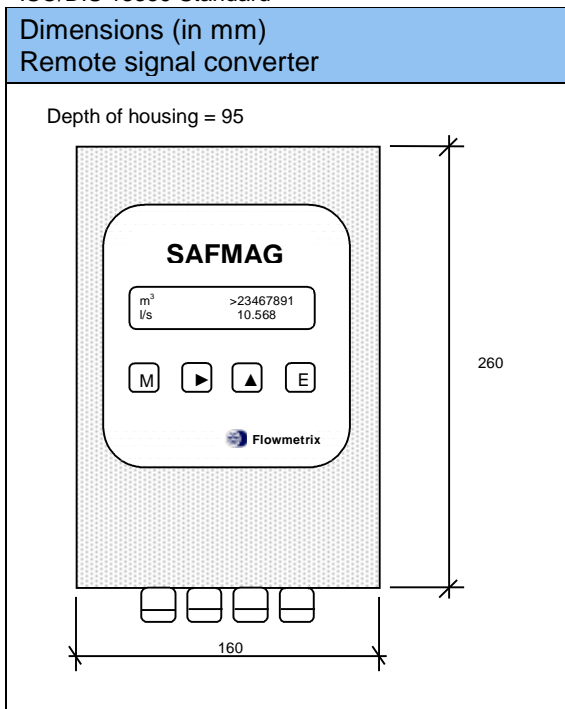 Dimensions (in mm)
Remote signal converter
Depth of housing = 95
SAFMAG
m³ >23467891
l/s 10.568
M ► ▲ E
260
Flowmetrix
160